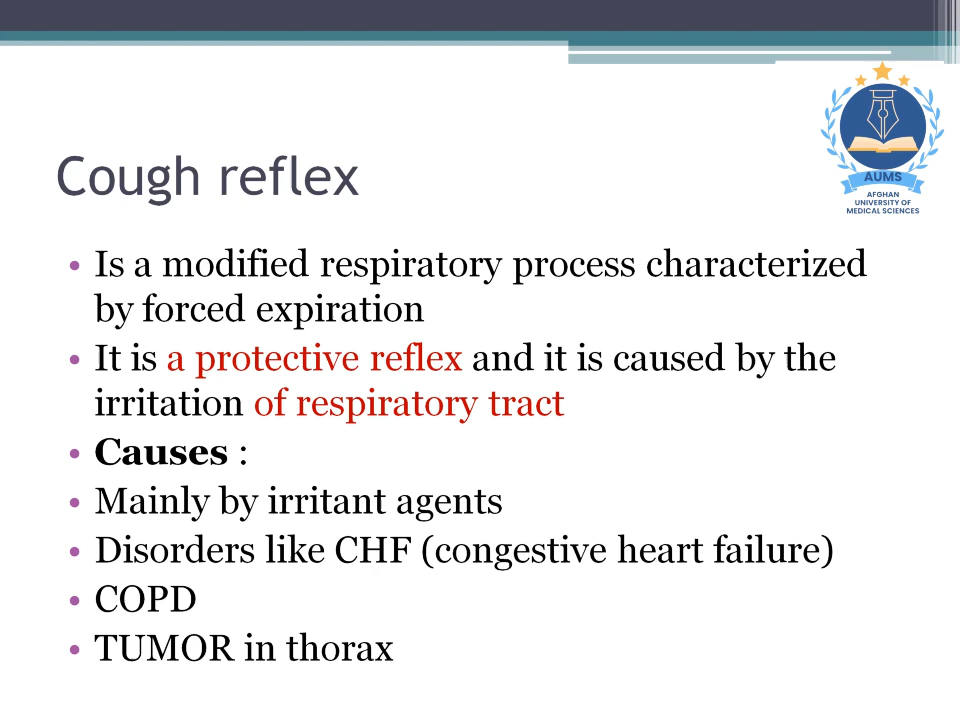 AUMS
AFGHAN
UNIVERSITY OF
MEDICAL SCIENCES
Cough reflex
• Is a modified respiratory process characterized
by forced expiration
• It is a protective reflex and it is caused by the
irritation of respiratory tract
• Causes :
• Mainly by irritant agents
• Disorders like CHF (congestive heart failure)
• COPD
• TUMOR in thorax